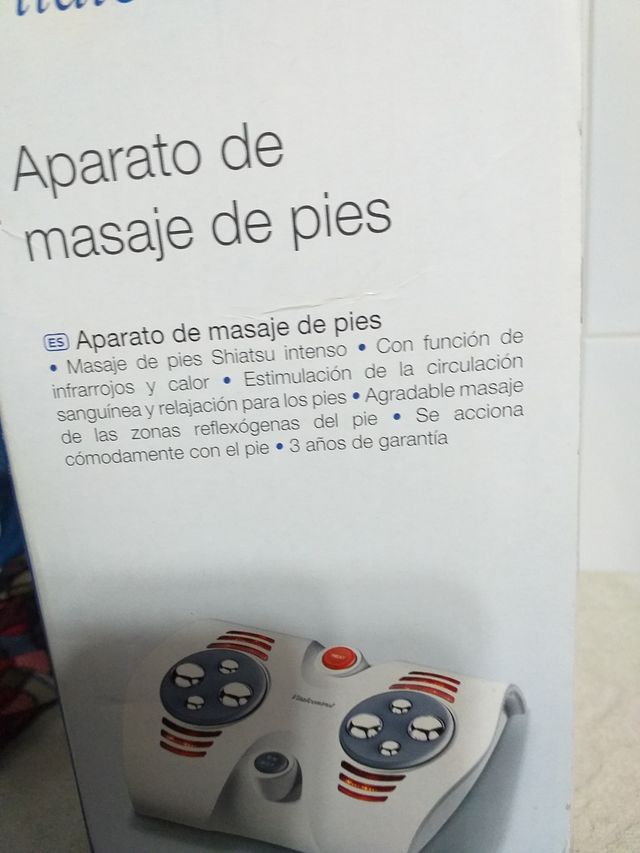 Aparato de
masaje de pies
ES Aparato de masaje de pies
• Masaje de pies Shiatsu intenso • Con función de
infrarrojos y calor • Estimulación de la circulación
sanguínea y relajación para los pies • Agradable masaje
de las zonas reflexógenas del pie • Se acciona
cómodamente con el pie • 3 años de garantía
HEAT
Vitalcontrol